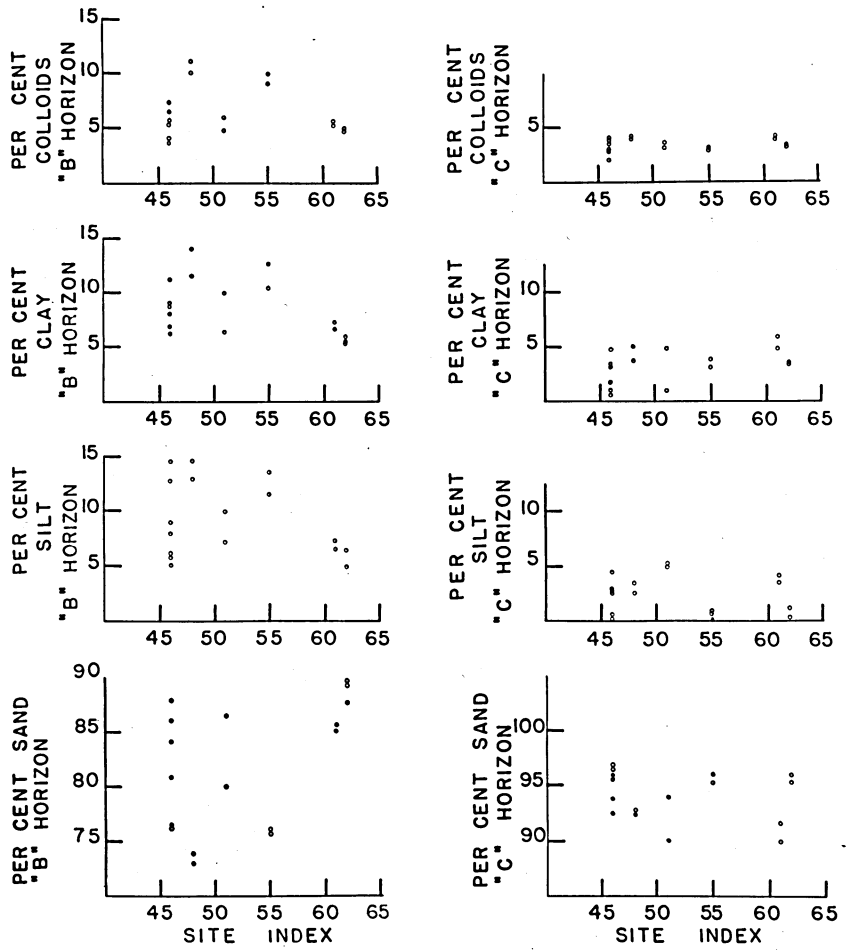 PER CENT
COLLOIDS
"B" HORIZON
15
10
5
45 50 55 60 65
PER CENT
COLLOIDS
"C" HORIZON
5
45 50 55 60 65
PER CENT
CLAY
"B" HORIZON
15
10
5
45 50 55 60 65
PER CENT
CLAY
"C" HORIZON
10
5
45 50 55 60 65
PER CENT
SILT
"B" HORIZON
15
10
5
45 50 55 60 65
PER CENT
SILT
"C" HORIZON
10
5
45 50 55 60 65
PER CENT SAND
"B" HORIZON
90
85
80
75
45 50 55 60 65
SITE INDEX
PER CENT SAND
"C" HORIZON
100
95
90
45 50 55 60 65
SITE INDEX